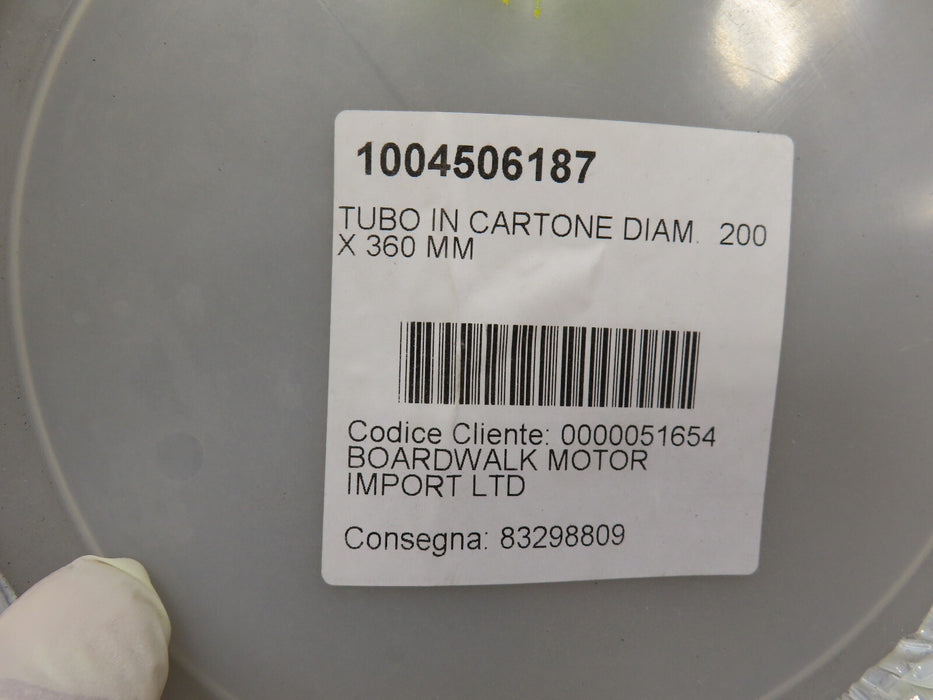 1004506187
TUBO IN CARTONE DIAM. 200
X 360 MM
Codice Cliente: 0000051654
BOARDWALK MOTOR
IMPORT LTD
Consegna: 83298809